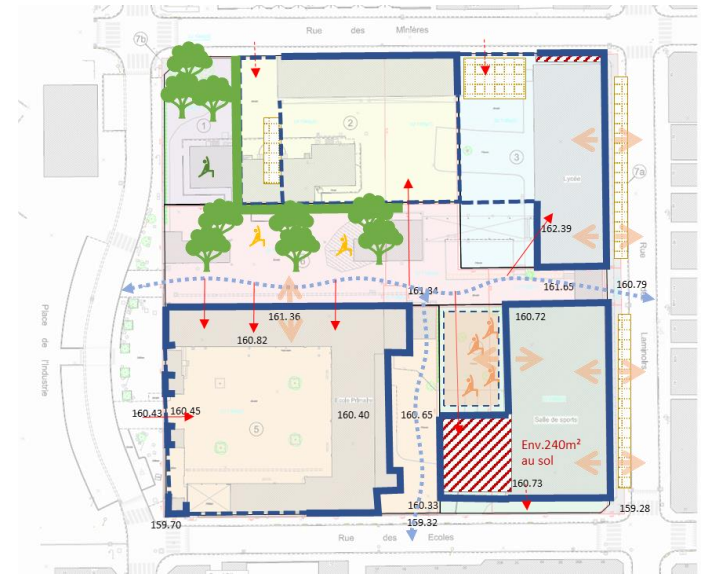 Rue des Minières
7b
1
2
3
Lycée
7a
162.39
161.34
161.65
160.79
Rue
Laminoirs
Place de l'Industrie
161.36
160.82
160.72
160.43
160.45
Ecole Primaire
160.40
160.65
5
Salle de sports
Env.240m²
au sol
160.73
160.33
159.70
159.32
159.28
Rue des Ecoles